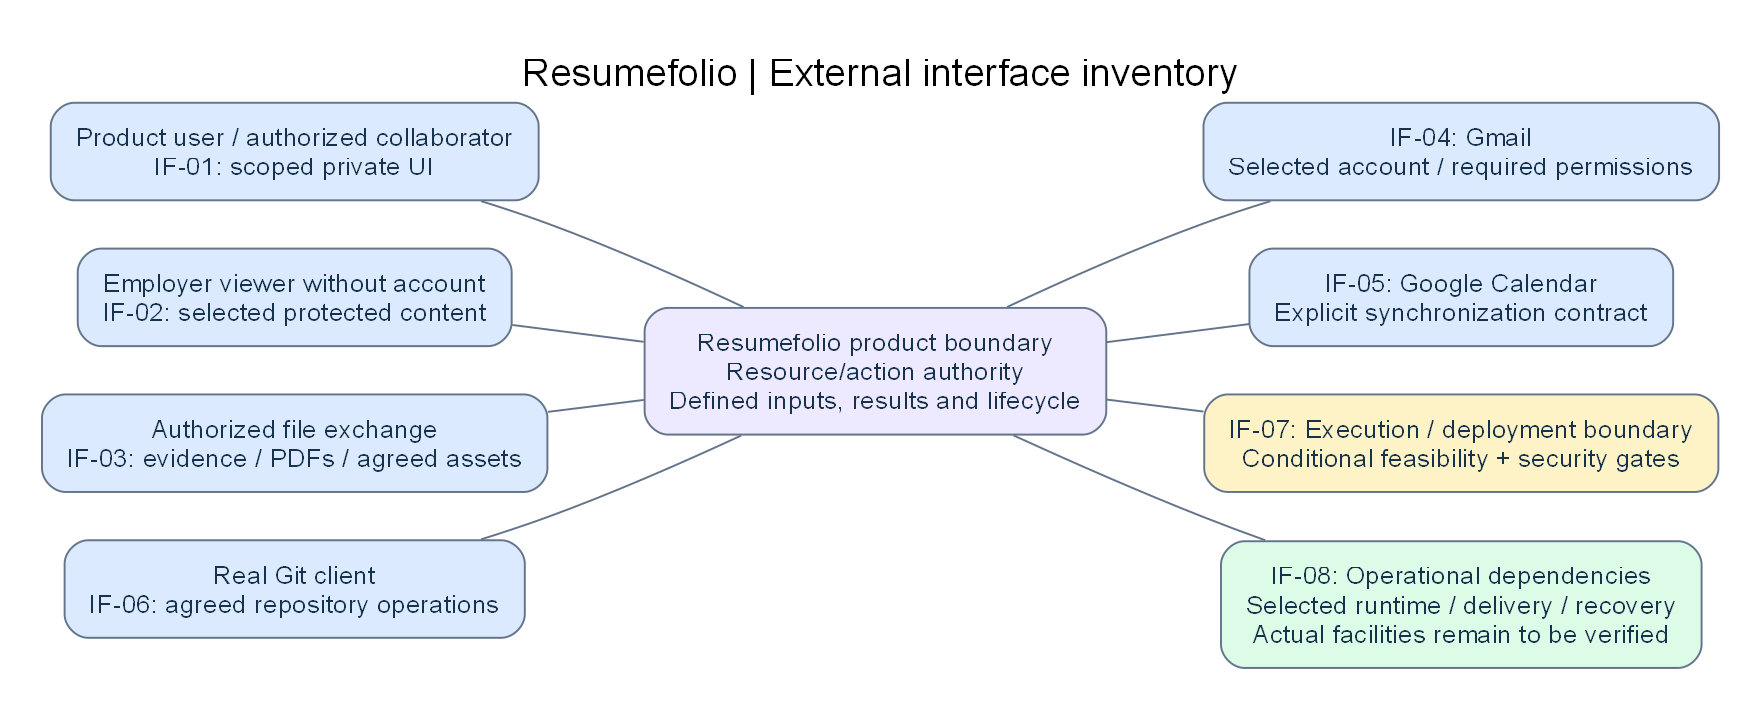 Resumefolio | External interface inventory
Product user / authorized collaborator
IF-01: scoped private UI
Employer viewer without account
IF-02: selected protected content
Authorized file exchange
IF-03: evidence / PDFs / agreed assets
Real Git client
IF-06: agreed repository operations
Resumefolio product boundary
Resource/action authority
Defined inputs, results and lifecycle
IF-04: Gmail
Selected account / required permissions
IF-05: Google Calendar
Explicit synchronization contract
IF-07: Execution / deployment boundary
Conditional feasibility + security gates
IF-08: Operational dependencies
Selected runtime / delivery / recovery
Actual facilities remain to be verified